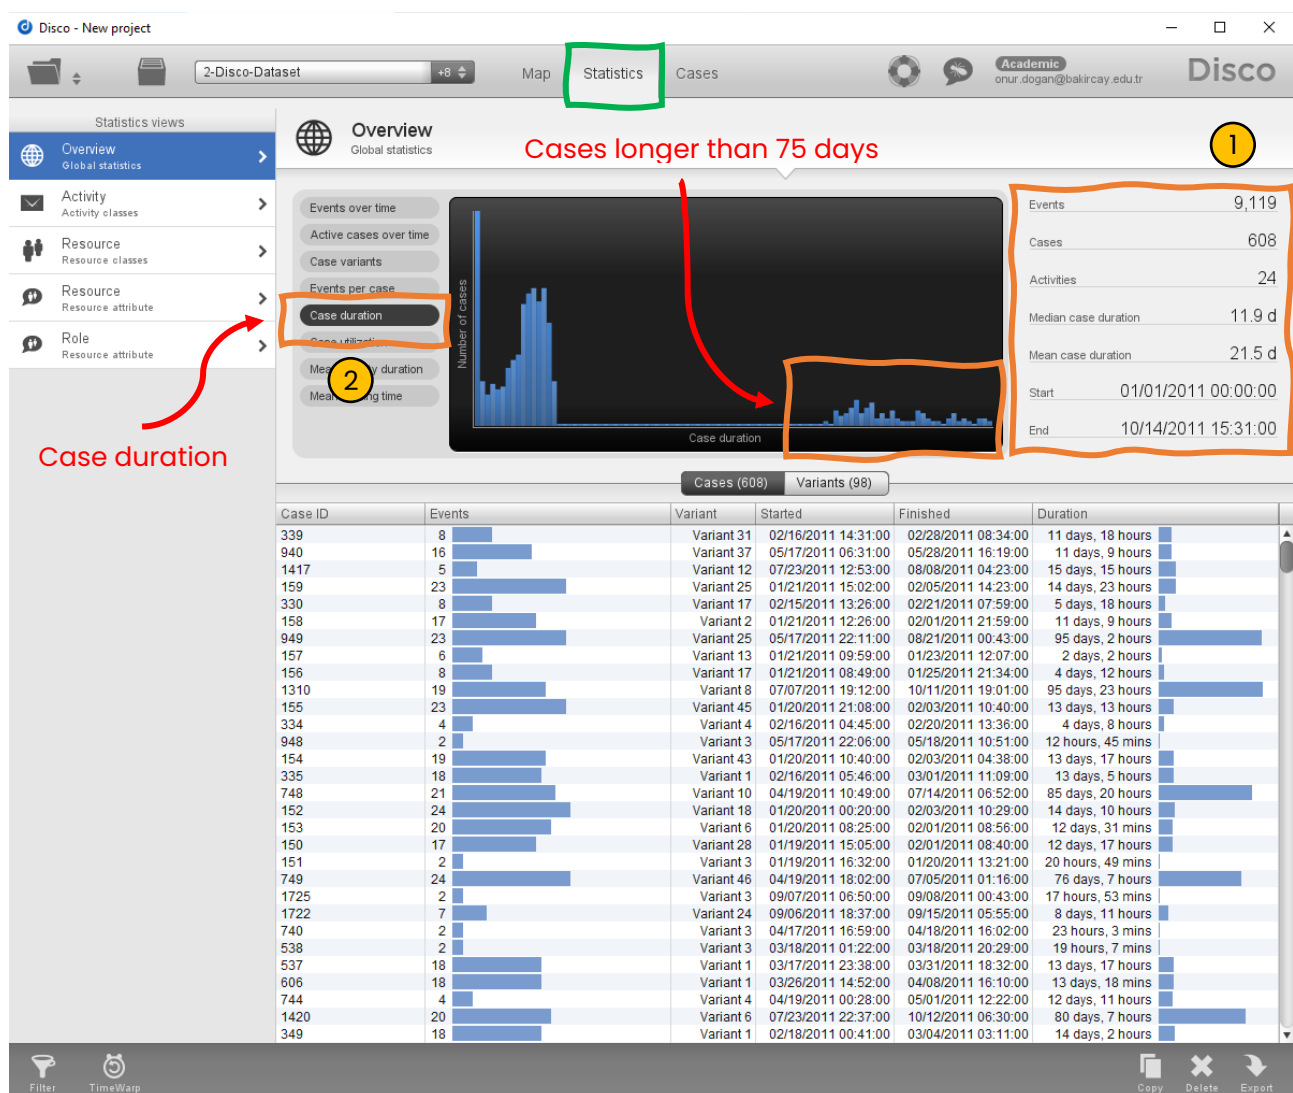 Disco - New project
2-Disco-Dataset
+8
Map
Statistics
Cases
Academic
onur.dogan@bakircay.edu.tr
Disco
Statistics views
Overview
Global statistics
Activity
Activity classes
Resource
Resource classes
Resource
Resource attribute
Role
Resource attribute
Case duration
Overview
Global statistics
Cases longer than 75 days
1
Events over time
Active cases over time
Case variants
Events per case
Case duration
Case utilization
2
Number of cases
Case duration
Events 9,119
Cases 608
Activities 24
Median case duration 11.9 d
Mean case duration 21.5 d
Start 01/01/2011 00:00:00
End 10/14/2011 15:31:00
Cases (608)
Variants (98)
Case ID Events Variant Started Finished Duration
339 8 Variant 31 02/16/2011 14:31:00 02/28/2011 08:34:00 11 days, 18 hours
940 16 Variant 37 05/17/2011 06:31:00 05/28/2011 16:19:00 11 days, 9 hours
1417 5 Variant 12 07/23/2011 12:53:00 08/08/2011 04:23:00 15 days, 15 hours
159 23 Variant 25 01/21/2011 15:02:00 02/05/2011 14:23:00 14 days, 23 hours
330 8 Variant 17 02/15/2011 13:26:00 02/21/2011 07:59:00 5 days, 18 hours
158 17 Variant 2 01/21/2011 12:26:00 02/01/2011 21:59:00 11 days, 9 hours
949 23 Variant 25 05/17/2011 22:11:00 08/21/2011 00:43:00 95 days, 2 hours
157 6 Variant 13 01/21/2011 09:59:00 01/23/2011 12:07:00 2 days, 2 hours
156 8 Variant 17 01/21/2011 08:49:00 01/25/2011 21:34:00 4 days, 12 hours
1310 19 Variant 8 07/07/2011 19:12:00 10/11/2011 19:01:00 95 days, 23 hours
155 23 Variant 45 01/20/2011 21:08:00 02/03/2011 10:40:00 13 days, 13 hours
334 4 Variant 4 02/16/2011 04:45:00 02/20/2011 13:36:00 4 days, 8 hours
948 2 Variant 3 05/17/2011 22:06:00 05/18/2011 10:51:00 12 hours, 45 mins
154 19 Variant 43 01/20/2011 10:40:00 02/03/2011 04:38:00 13 days, 17 hours
335 18 Variant 1 02/16/2011 05:46:00 03/01/2011 11:09:00 13 days, 5 hours
748 21 Variant 10 04/19/2011 10:49:00 07/14/2011 06:52:00 85 days, 20 hours
152 24 Variant 18 01/20/2011 00:20:00 02/03/2011 10:29:00 14 days, 10 hours
153 20 Variant 6 01/20/2011 08:25:00 02/01/2011 08:56:00 12 days, 31 mins
150 17 Variant 28 01/19/2011 15:05:00 02/01/2011 08:40:00 12 days, 17 hours
151 2 Variant 3 01/19/2011 16:32:00 01/20/2011 13:21:00 20 hours, 49 mins
749 24 Variant 46 04/19/2011 18:02:00 07/05/2011 01:16:00 76 days, 7 hours
1725 2 Variant 3 09/07/2011 06:50:00 09/08/2011 00:43:00 17 hours, 53 mins
1722 7 Variant 24 09/06/2011 18:37:00 09/15/2011 05:55:00 8 days, 11 hours
740 2 Variant 3 04/17/2011 16:59:00 04/18/2011 16:02:00 23 hours, 3 mins
538 2 Variant 3 03/18/2011 01:22:00 03/18/2011 20:29:00 19 hours, 7 mins
537 18 Variant 1 03/17/2011 23:38:00 03/31/2011 18:32:00 13 days, 17 hours
606 18 Variant 1 03/26/2011 14:52:00 04/08/2011 16:10:00 13 days, 18 mins
744 4 Variant 4 04/19/2011 00:28:00 05/01/2011 12:22:00 12 days, 11 hours
1420 20 Variant 6 07/23/2011 22:37:00 10/12/2011 06:30:00 80 days, 7 hours
349 18 Variant 1 02/18/2011 00:41:00 03/04/2011 03:11:00 14 days, 2 hours
Filter
TimeWarp
Copy
Delete
Export